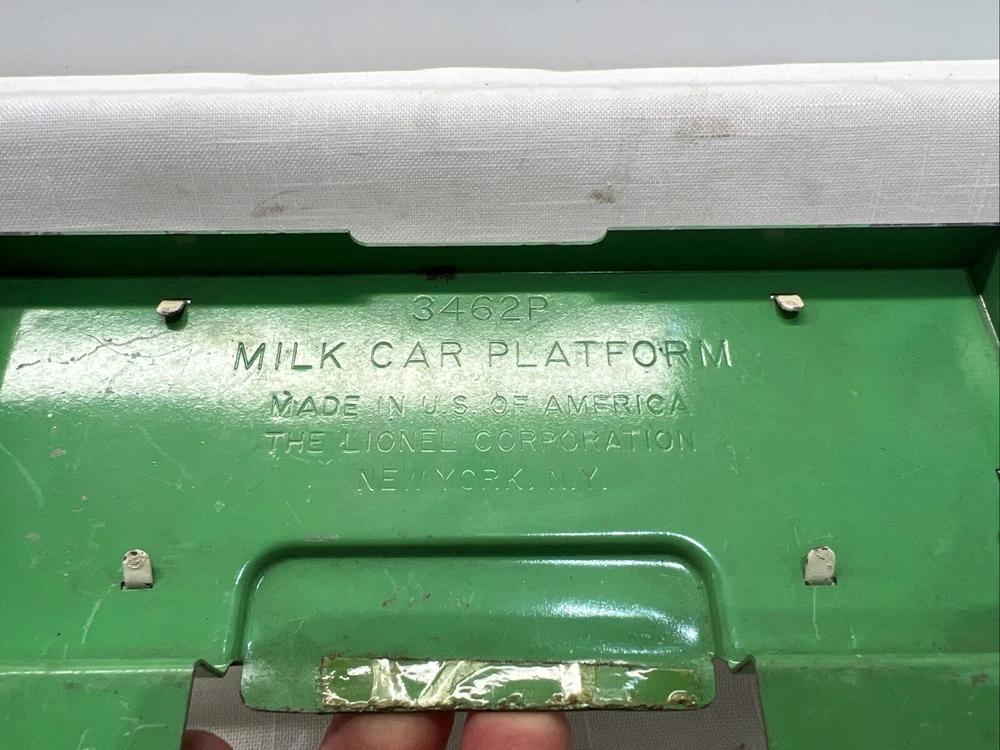 3462P
MILK CAR PLATFORM
MADE IN U.S. OF AMERICA
THE LIONEL CORPORATION
NEW YORK, N.Y.